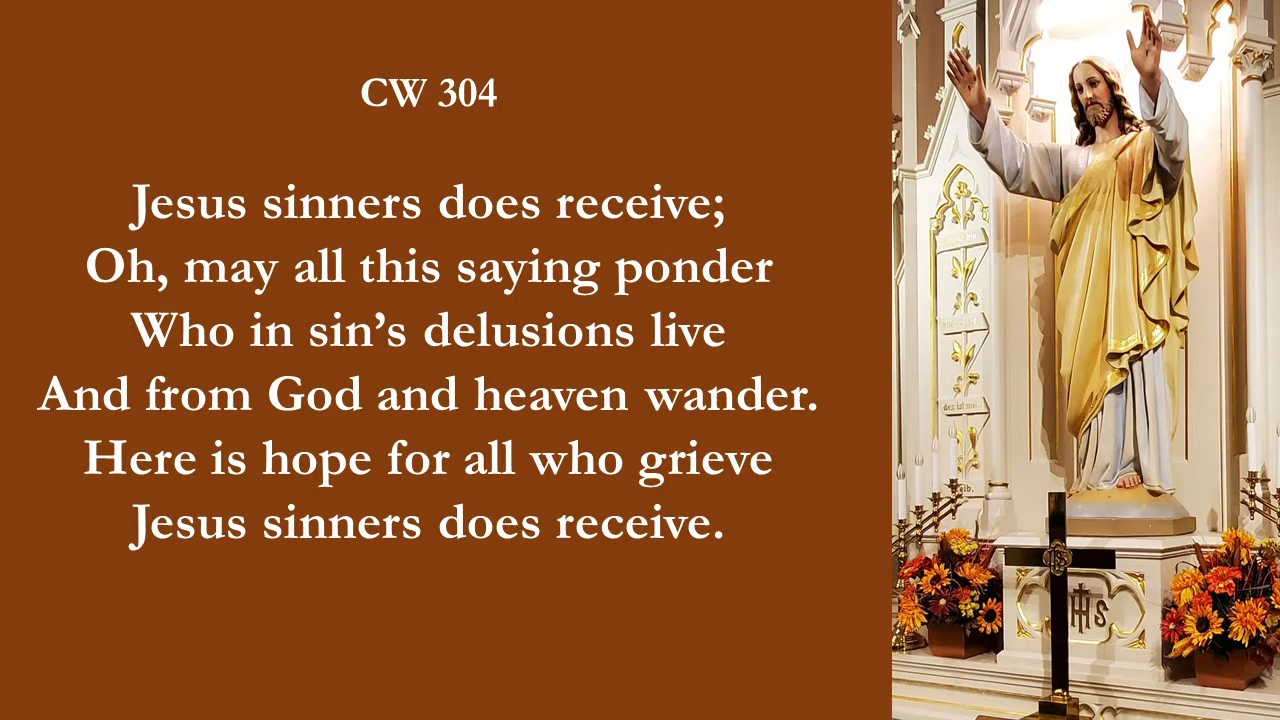 CW 304
Jesus sinners does receive;
Oh, may all this saying ponder
Who in sin’s delusions live
And from God and heaven wander.
Here is hope for all who grieve
Jesus sinners does receive.
IHS